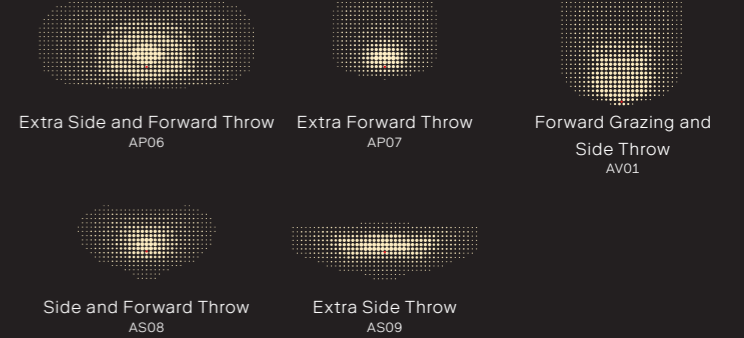 Extra Side and Forward Throw
AP06
Extra Forward Throw
AP07
Forward Grazing and
Side Throw
AV01
Side and Forward Throw
AS08
Extra Side Throw
AS09